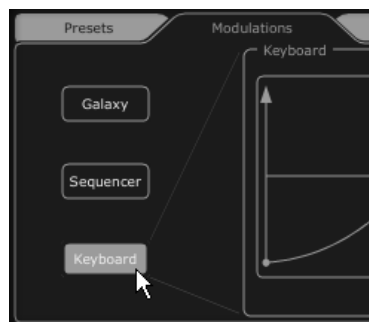 Presets
Modulations
Keyboard
Galaxy
Sequencer
Keyboard